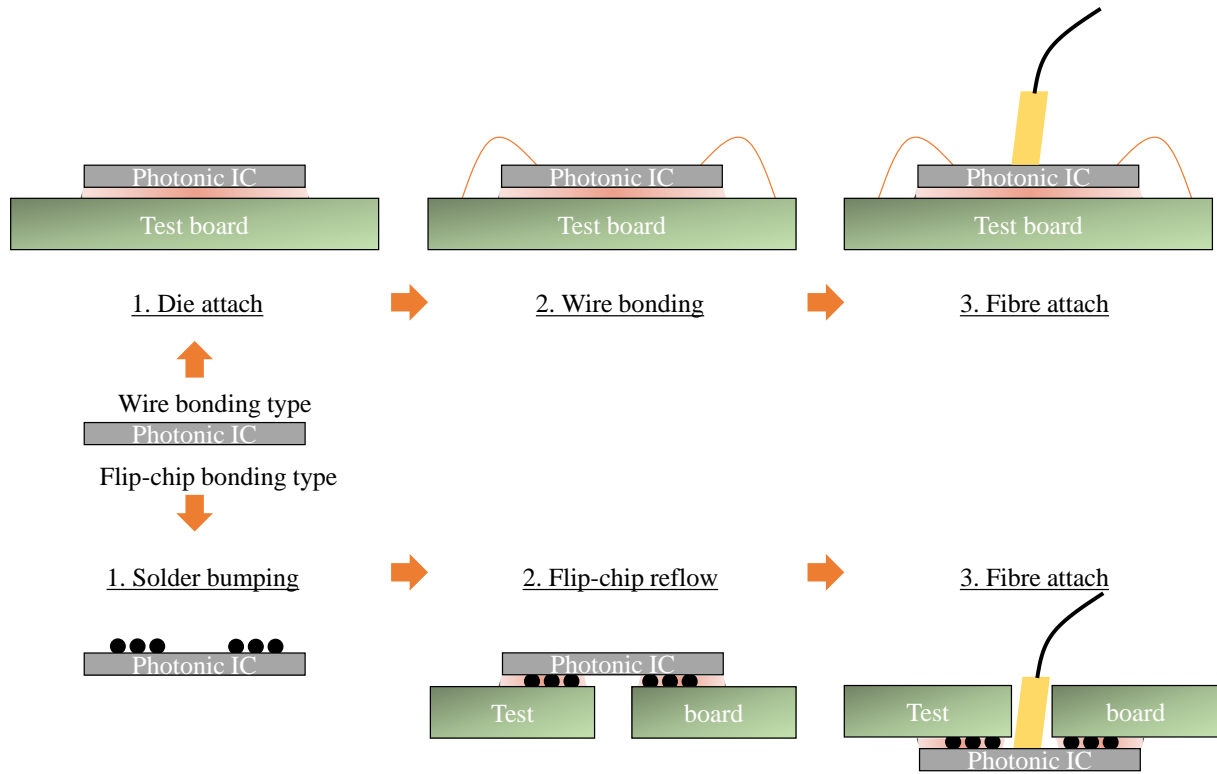 Photonic IC
Test board
Photonic IC
Test board
Photonic IC
Test board
1. Die attach
2. Wire bonding
3. Fibre attach
Wire bonding type
Photonic IC
Flip-chip bonding type
1. Solder bumping
2. Flip-chip reflow
3. Fibre attach
Photonic IC
Photonic IC
Test board
Test board
Photonic IC